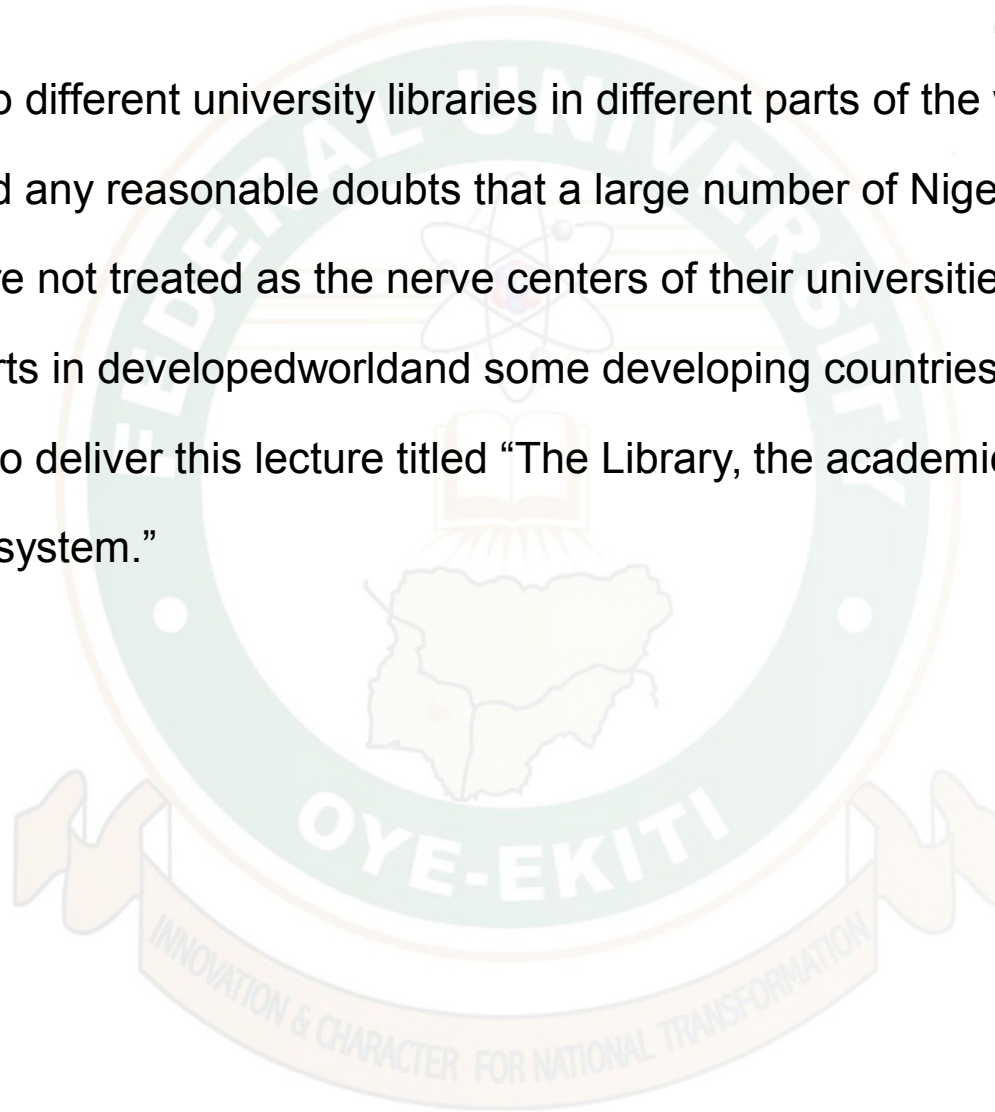 o different university libraries in different parts of the
d any reasonable doubts that a large number of Nige
re not treated as the nerve centers of their universitie
rts in developedworldand some developing countries
o deliver this lecture titled “The Library, the academi
system.”
FEDERAL UNIVERSITY
OYE-EKITI
INNOVATION & CHARACTER FOR NATIONAL TRANSFORMATION